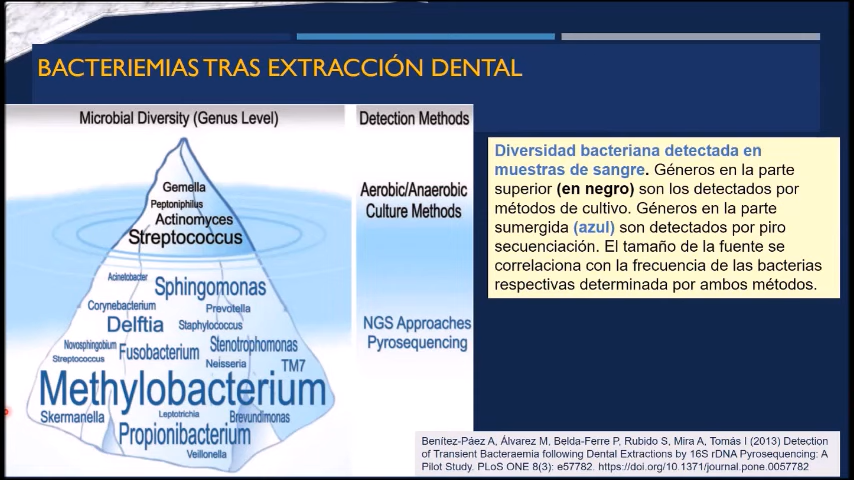 BACTERIEMIAS TRAS EXTRACCIÓN DENTAL
Microbial Diversity (Genus Level)
Detection Methods
Gemella
Peptoniphilus
Actinomyces
Streptococcus
Aerobic/Anaerobic
Culture Methods
Acinetobacter
Sphingomonas
Corynebacterium
Prevotella
Delftia
Staphylococcus
Novosphingobium
Stenotrophomonas
Streptococcus
Fusobacterium
Neisseria
TM7
Methylobacterium
Skermanella
Leptotrichia
Brevundimonas
Propionibacterium
Veillonella
NGS Approaches
Pyrosequencing
Diversidad bacteriana detectada en
muestras de sangre. Géneros en la parte
superior (en negro) son los detectados por
métodos de cultivo. Géneros en la parte
sumergida (azul) son detectados por piro
secuenciación. El tamaño de la fuente se
correlaciona con la frecuencia de las bacterias
respectivas determinada por ambos métodos.
Benítez-Páez A, Álvarez M, Belda-Ferre P, Rubido S, Mira A, Tomás I (2013) Detection
of Transient Bacteraemia following Dental Extractions by 16S rDNA Pyrosequencing: A
Pilot Study. PLoS ONE 8(3): e57782. https://doi.org/10.1371/journal.pone.0057782